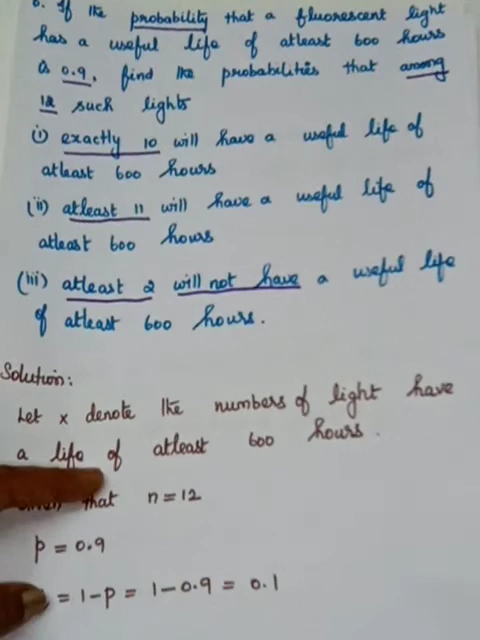 6. If the probability that a fluorescent light
has a useful life of atleast 600 hours
is 0.9, find the probabilities that among
12 such lights
(i) exactly 10 will have a useful life of
atleast 600 hours
(ii) atleast 11 will have a useful life of
atleast 600 hours
(iii) atleast 2 will not have a useful life
of atleast 600 hours.
Solution:
Let x denote the numbers of light have
a life of atleast 600 hours.
that n = 12
p = 0.9
= 1-p = 1-0.9 = 0.1